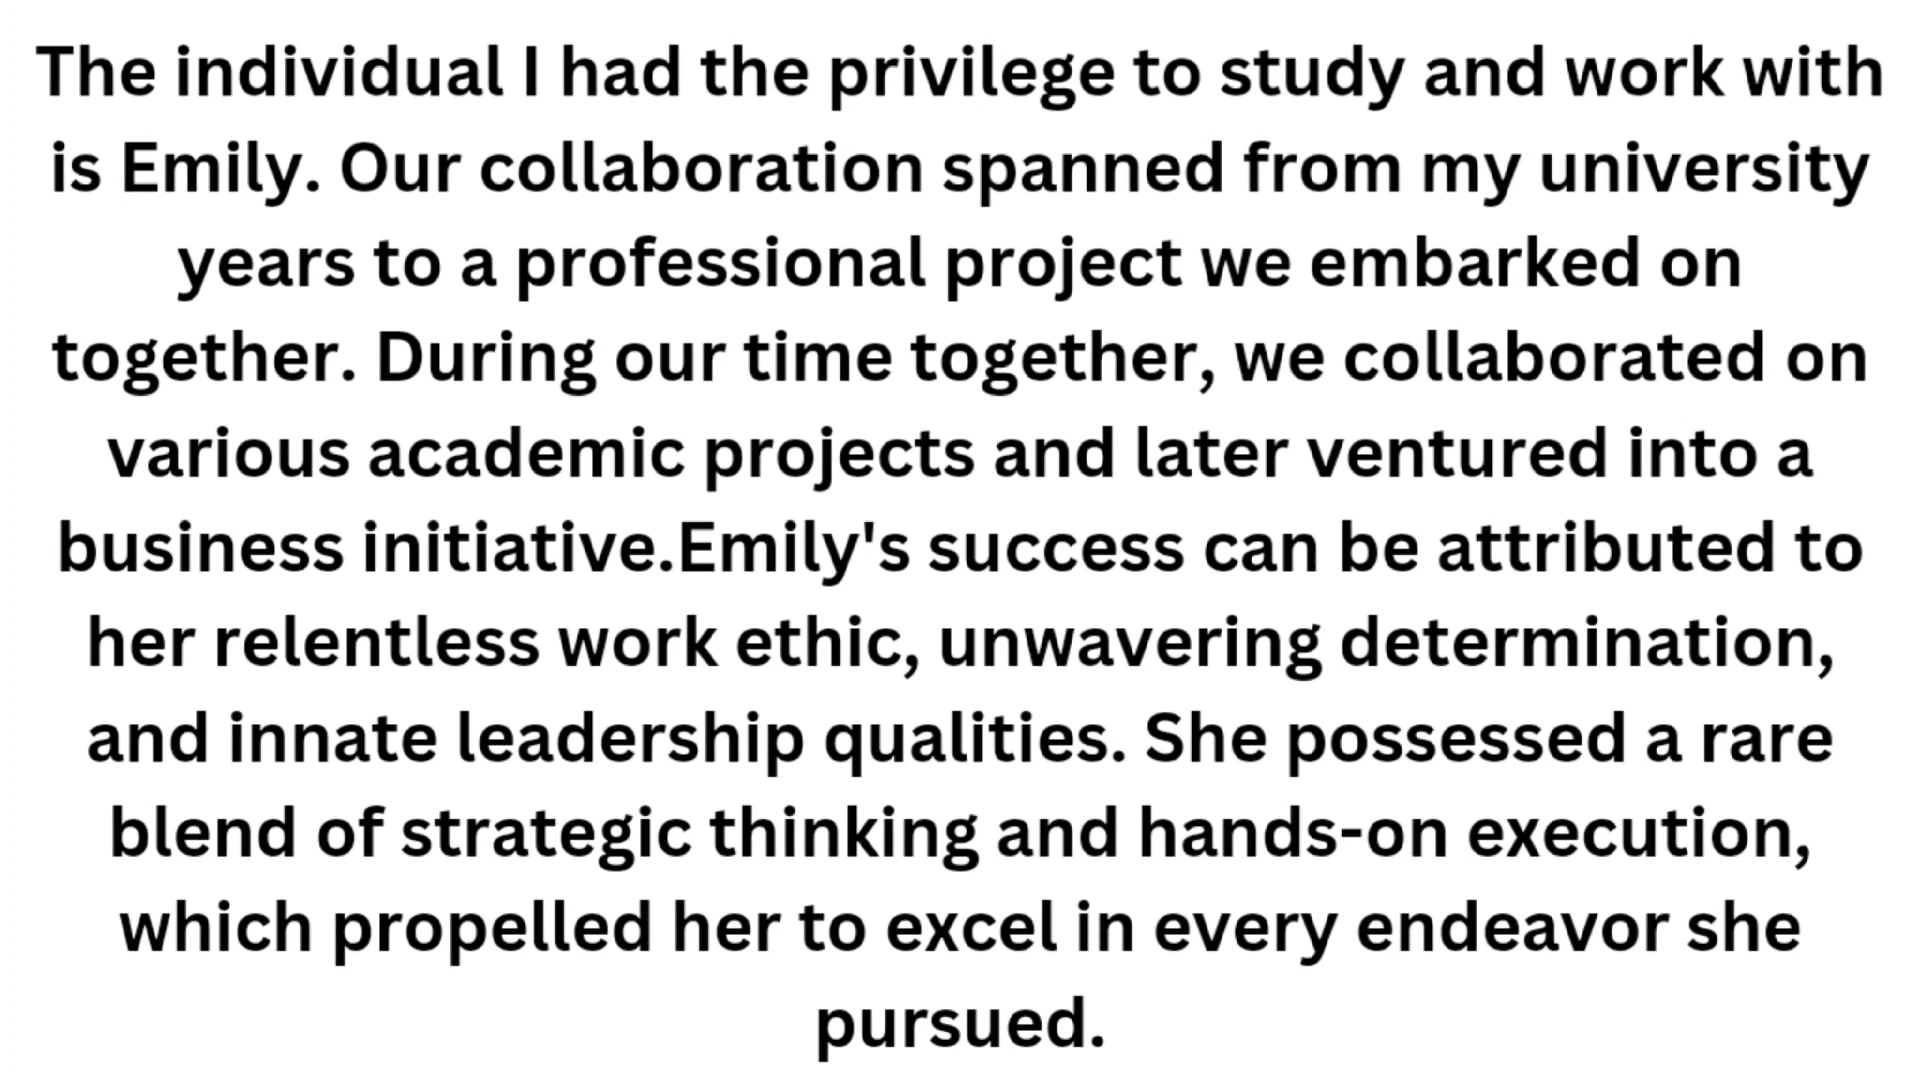 The individual I had the privilege to study and work with
is Emily. Our collaboration spanned from my university
years to a professional project we embarked on
together. During our time together, we collaborated on
various academic projects and later ventured into a
business initiative.Emily's success can be attributed to
her relentless work ethic, unwavering determination,
and innate leadership qualities. She possessed a rare
blend of strategic thinking and hands-on execution,
which propelled her to excel in every endeavor she
pursued.